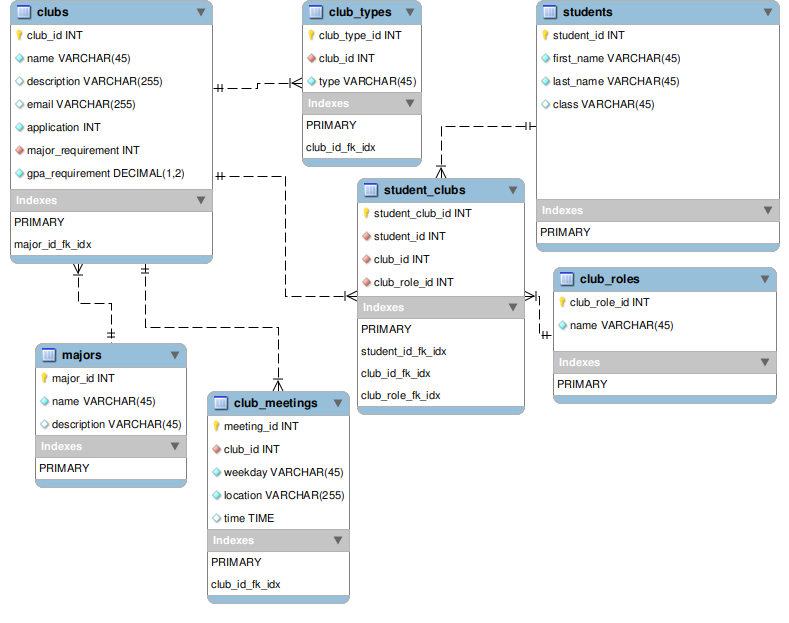 clubs
club_id INT
name VARCHAR(45)
description VARCHAR(255)
email VARCHAR(255)
application INT
major_requirement INT
gpa_requirement DECIMAL(1,2)
Indexes
PRIMARY
major_id_fk_idx
club_types
club_type_id INT
club_id INT
type VARCHAR(45)
Indexes
PRIMARY
club_id_fk_idx
students
student_id INT
first_name VARCHAR(45)
last_name VARCHAR(45)
class VARCHAR(45)
Indexes
PRIMARY
student_clubs
student_club_id INT
student_id INT
club_id INT
club_role_id INT
Indexes
PRIMARY
student_id_fk_idx
club_id_fk_idx
club_role_fk_idx
club_roles
club_role_id INT
name VARCHAR(45)
Indexes
PRIMARY
majors
major_id INT
name VARCHAR(45)
description VARCHAR(45)
Indexes
PRIMARY
club_meetings
meeting_id INT
club_id INT
weekday VARCHAR(45)
location VARCHAR(255)
time TIME
Indexes
PRIMARY
club_id_fk_idx